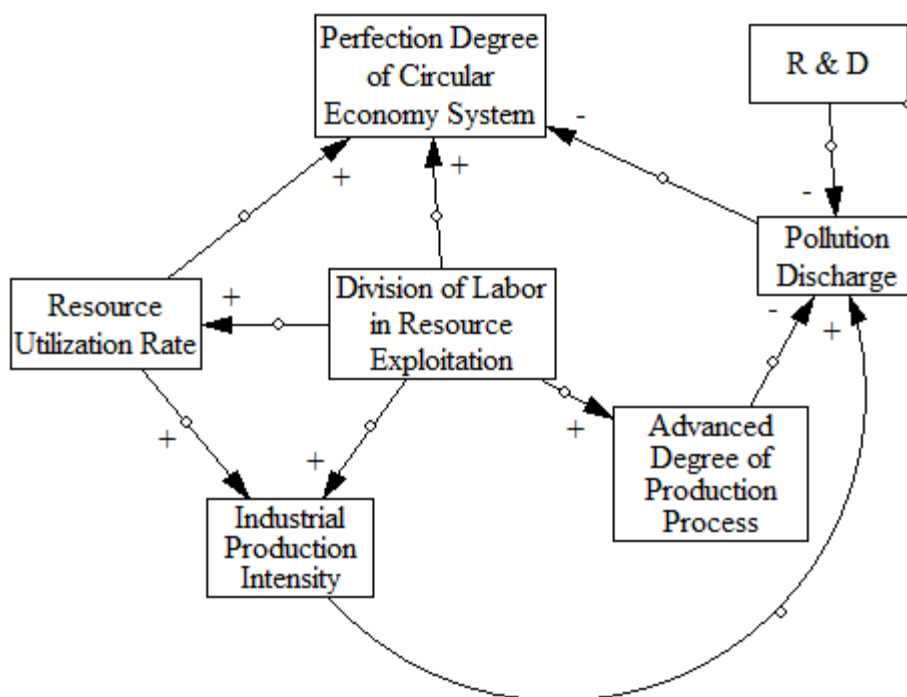 Perfection Degree
of Circular
Economy System
R & D
-
+
+
-
Pollution
Discharge
Resource
Utilization Rate
+
Division of Labor
in Resource
Exploitation
-
+
+
+
+
Advanced
Degree of
Production
Process
Industrial
Production
Intensity